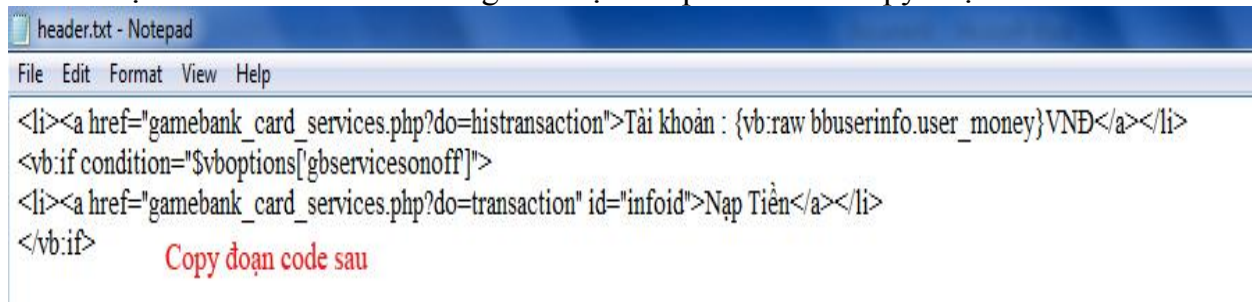 header.txt - Notepad
File Edit Format View Help
<li><a href="gamebank_card_services.php?do=histransaction">Tài khoản : {vb:raw bbuserinfo.user_money}VNĐ</a></li>
<vb:if condition="$vboptions['gbservicesonoff']">
<li><a href="gamebank_card_services.php?do=transaction" id="infoid">Nạp Tiền</a></li>
</vb:if>
Copy đoạn code sau